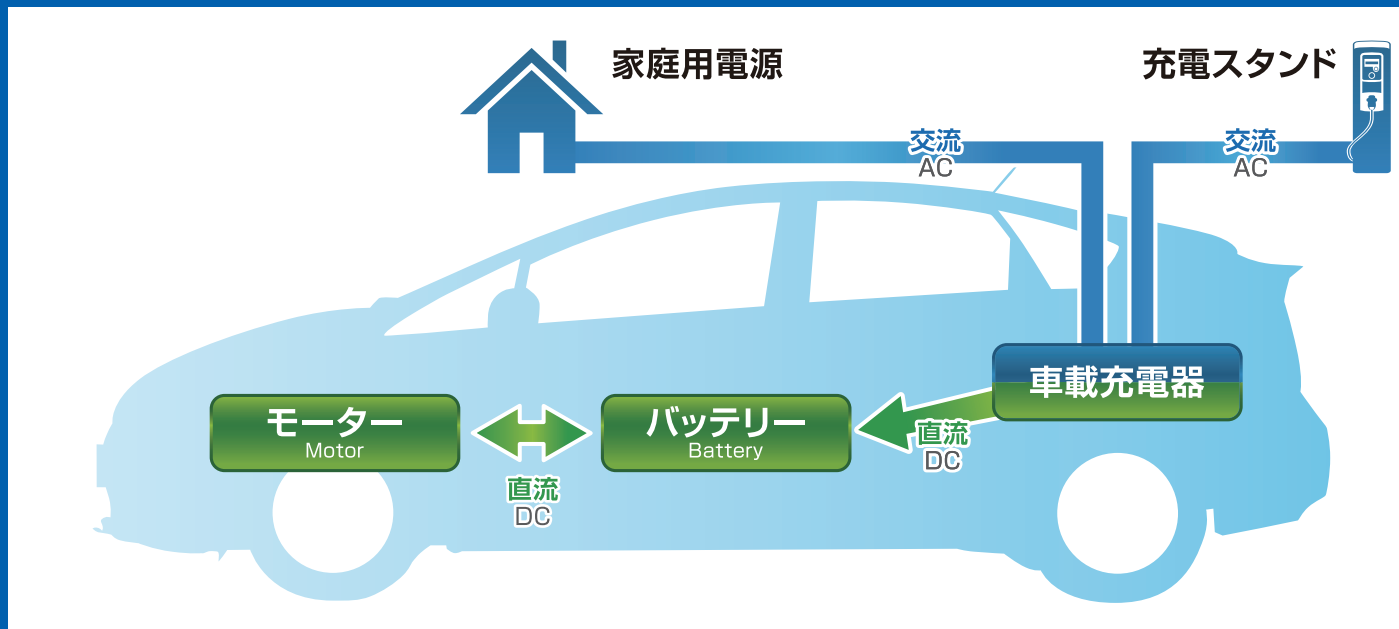 家庭用電源
充電スタンド
交流
AC
交流
AC
車載充電器
モーター
Motor
バッテリー
Battery
直流
DC
直流
DC